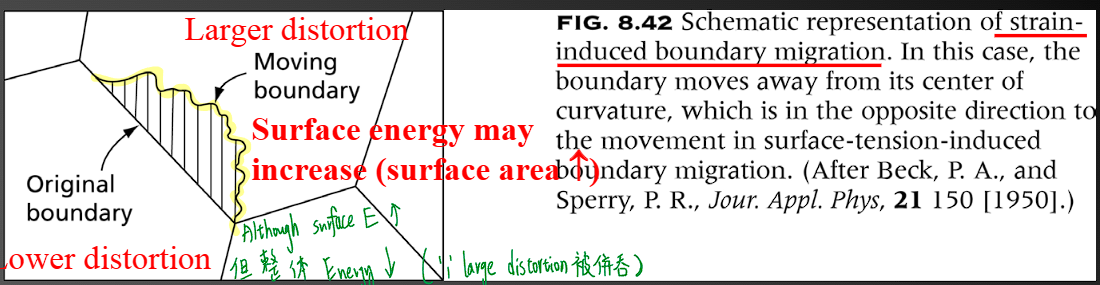 Larger distortion
Moving
boundary
Surface energy may
increase (surface area ↑)
Original
boundary
Lower distortion
Although surface E ↑
但整体 Energy ↓ (∵ large distortion 被併吞)
FIG. 8.42 Schematic representation of strain-
induced boundary migration. In this case, the
boundary moves away from its center of
curvature, which is in the opposite direction to
the movement in surface-tension-induced
boundary migration. (After Beck, P. A., and
Sperry, P. R., Jour. Appl. Phys, 21 150 [1950].)